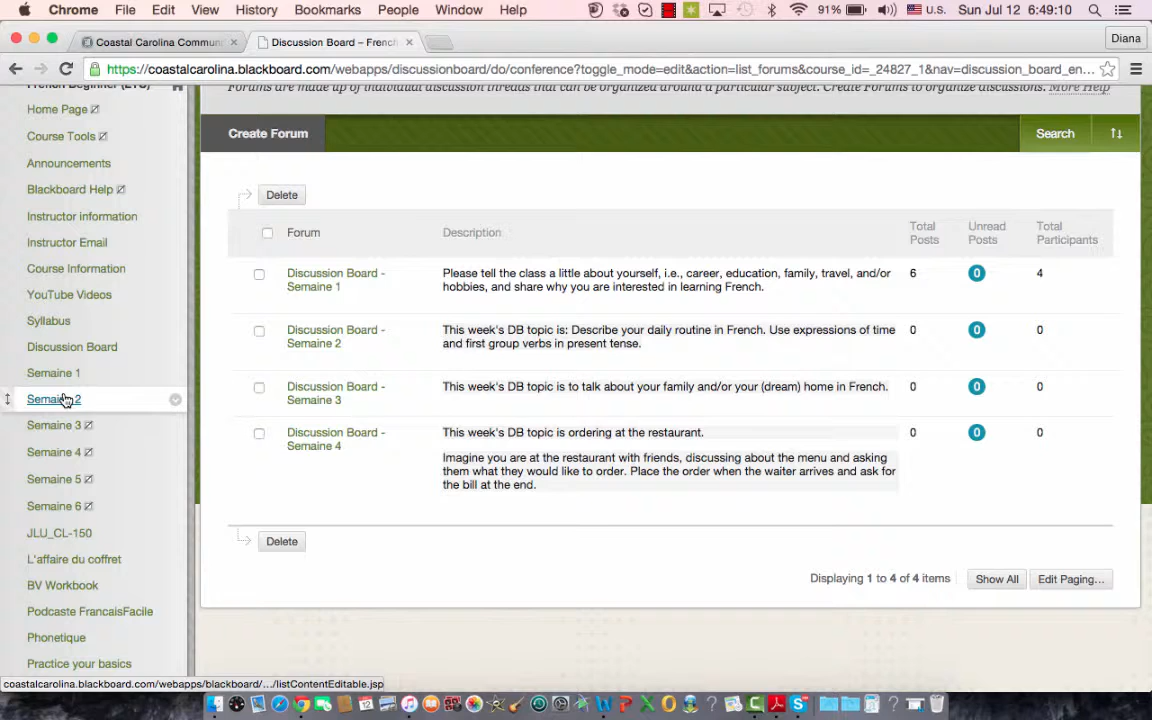 Chrome File Edit View History Bookmarks People Window Help 91% U.S. Sun Jul 12 6:49:10
Coastal Carolina Commun Discussion Board – French Diana
https://coastalcarolina.blackboard.com/webapps/discussionboard/do/conference?toggle_mode=edit&action=list_forums&course_id=_24827_1&nav=discussion_board_en...
Forums are made up of individual discussion threads that can be organized around a particular subject. Create Forums to organize discussions. More Help
Home Page
Course Tools
Announcements
Blackboard Help
Instructor information
Instructor Email
Course Information
YouTube Videos
Syllabus
Discussion Board
Semaine 1
Semaine 2
Semaine 3
Semaine 4
Semaine 5
Semaine 6
JLU_CL-150
L'affaire du coffret
BV Workbook
Podcaste FrancaisFacile
Phonetique
Practice your basics
Create Forum Search
Delete
Forum Description Total Posts Unread Posts Total Participants
Discussion Board - Semaine 1
Please tell the class a little about yourself, i.e., career, education, family, travel, and/or 6 0 4
hobbies, and share why you are interested in learning French.
Discussion Board - Semaine 2
This week's DB topic is: Describe your daily routine in French. Use expressions of time 0 0 0
and first group verbs in present tense.
Discussion Board - Semaine 3
This week's DB topic is to talk about your family and/or your (dream) home in French. 0 0 0
Discussion Board - Semaine 4
This week's DB topic is ordering at the restaurant. 0 0 0
Imagine you are at the restaurant with friends, discussing about the menu and asking
them what they would like to order. Place the order when the waiter arrives and ask for
the bill at the end.
Delete
Displaying 1 to 4 of 4 items Show All Edit Paging...
coastalcarolina.blackboard.com/webapps/blackboard/.../listContentEditable.jsp